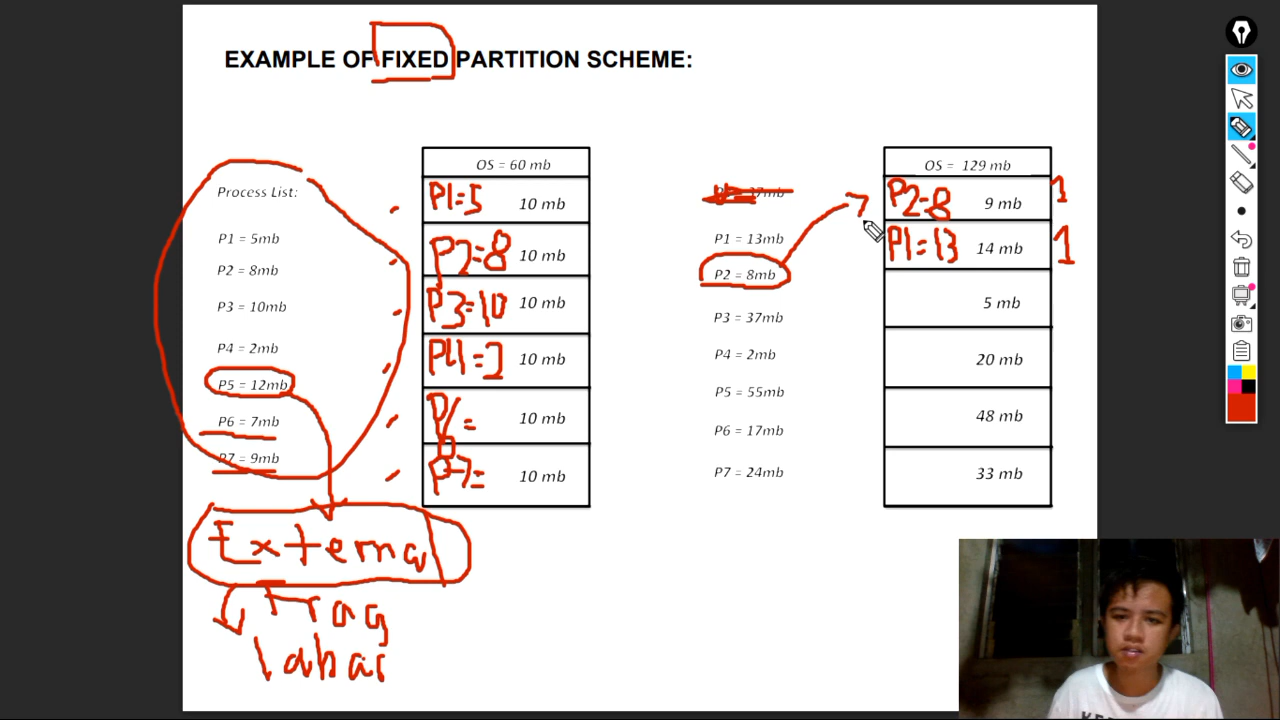 EXAMPLE OF FIXED PARTITION SCHEME:
Process List:
P1 = 5mb
P2 = 8mb
P3 = 10mb
P4 = 2mb
P5 = 12mb
P6 = 7mb
P7 = 9mb
OS = 60 mb
P1=5 10 mb
P2=8 10 mb
P3=10 10 mb
P4=2 10 mb
P6= 10 mb
P7= 10 mb
External
Frag
labas
P1 = 13mb
P2 = 8mb
P3 = 37mb
P4 = 2mb
P5 = 55mb
P6 = 17mb
P7 = 24mb
OS = 129 mb
P2=8 9 mb 1
P1=13 14 mb 1
5 mb
20 mb
48 mb
33 mb